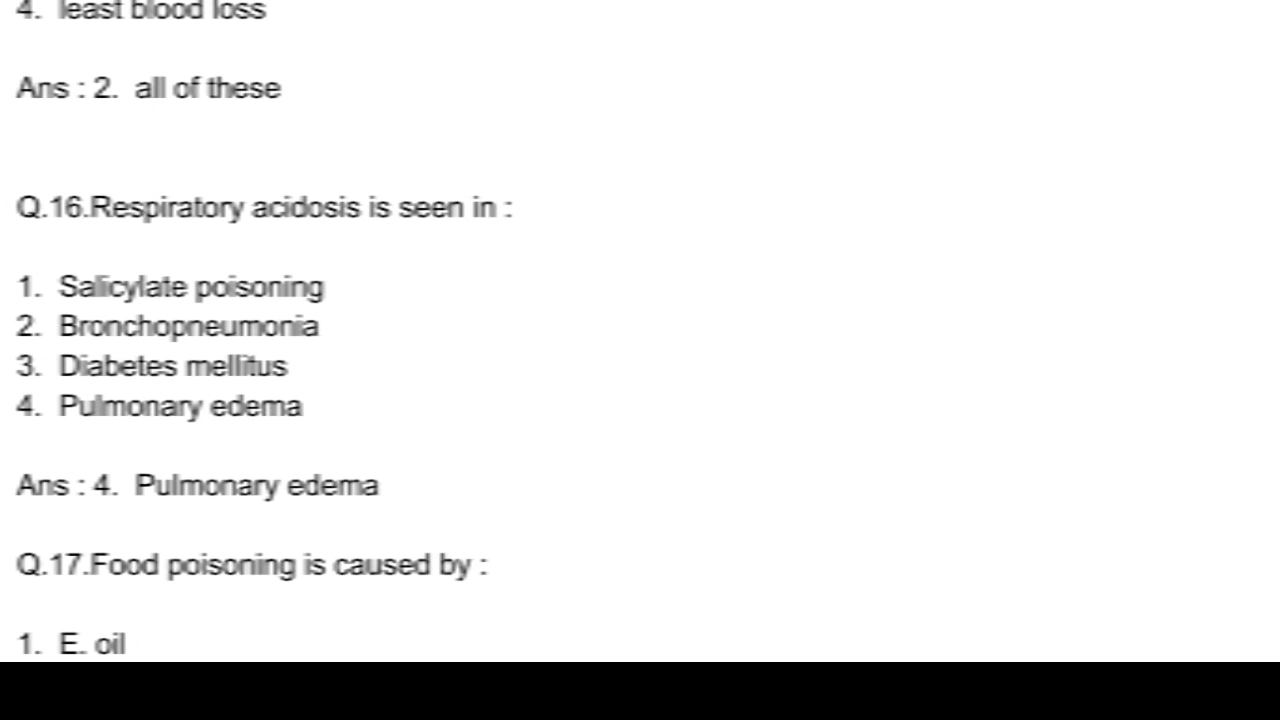 4. least blood loss
Ans : 2. all of these
Q.16.Respiratory acidosis is seen in :
1. Salicylate poisoning
2. Bronchopneumonia
3. Diabetes mellitus
4. Pulmonary edema
Ans : 4. Pulmonary edema
Q.17.Food poisoning is caused by :
1. E. oil